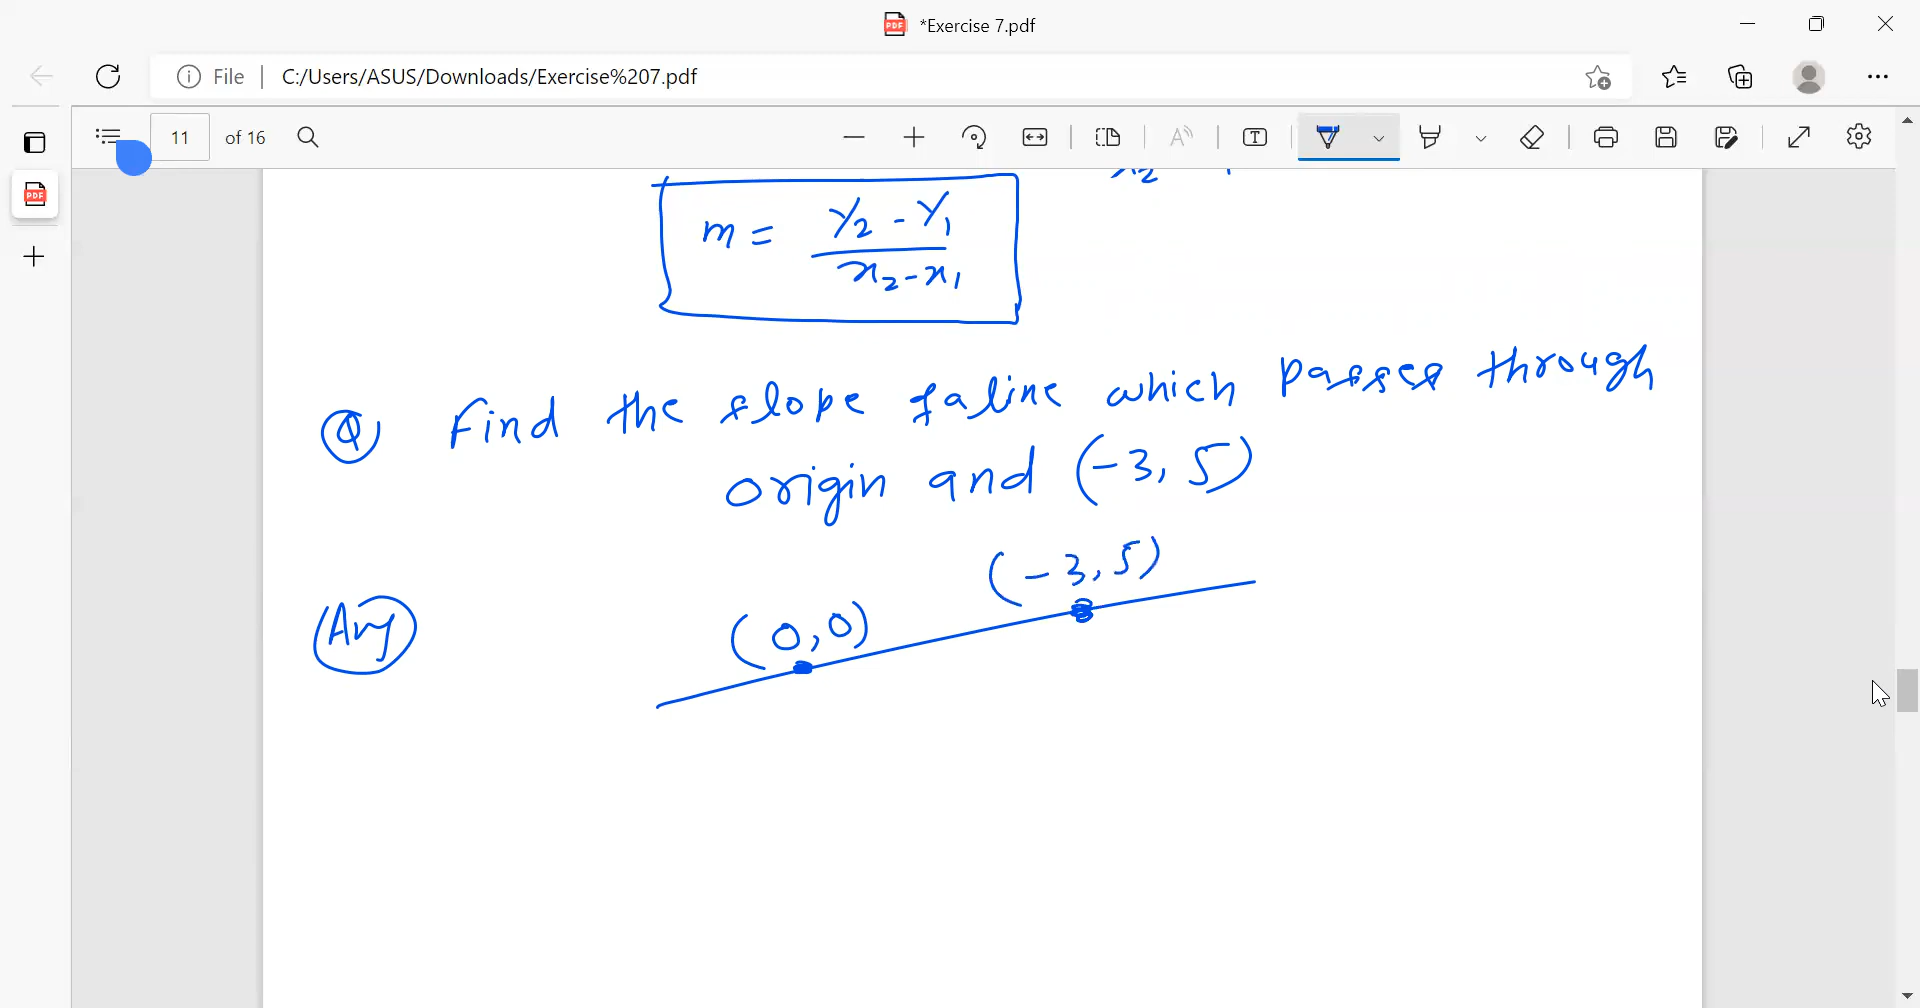 *Exercise 7.pdf
File | C:/Users/ASUS/Downloads/Exercise%207.pdf
11 of 16
m = y2 - y1 / x2 - x1
Q Find the slope of a line which passes through
origin and (-3, 5)
(-3, 5)
(0, 0)
Ans